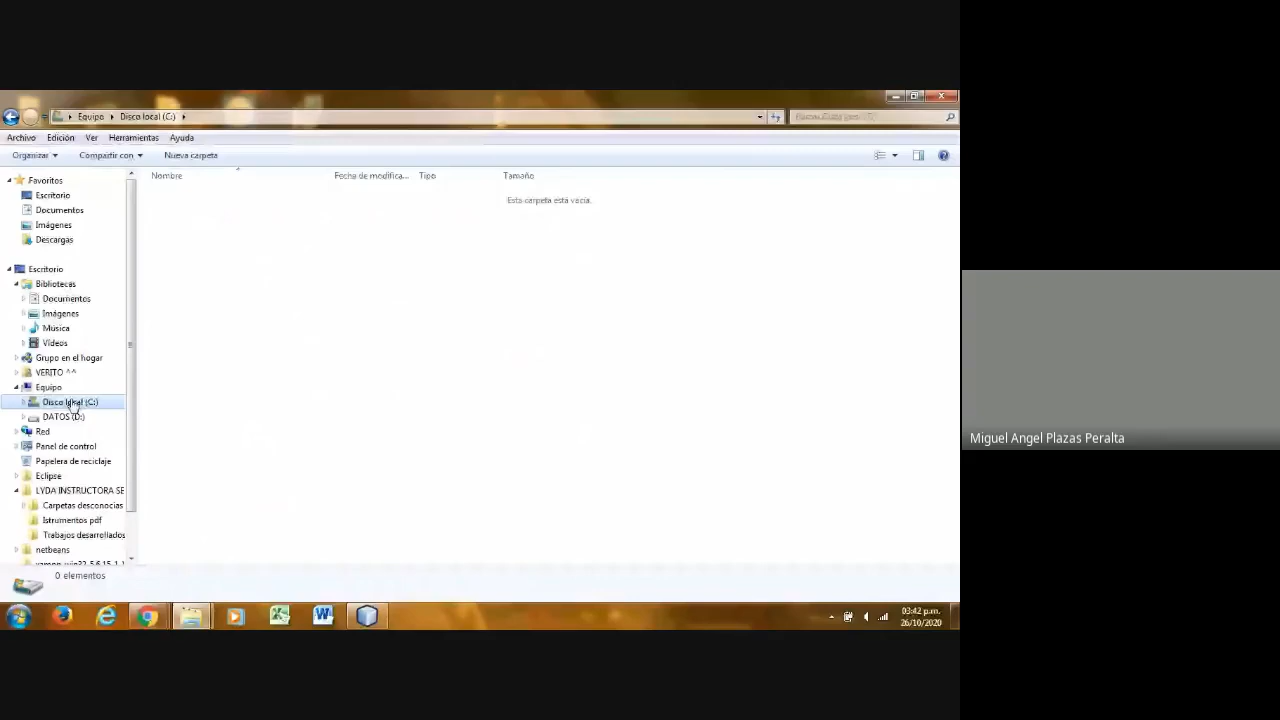 Equipo Disco local (C:)
Archivo Edición Ver Herramientas Ayuda
Organizar Compartir con Nueva carpeta
Nombre Fecha de modifica... Tipo Tamaño
Esta carpeta está vacía.
Favoritos
Escritorio
Documentos
Imágenes
Descargas
Escritorio
Bibliotecas
Documentos
Imágenes
Música
Vídeos
Grupo en el hogar
VERITO ^^
Equipo
Disco local (C:)
DATOS (D:)
Red
Panel de control
Papelera de reciclaje
Eclipse
LYDA INSTRUCTORA SE
Carpetas desconocias
Istrumentos pdf
Trabajos desarrollados
netbeans
0 elementos
03:42 p.m.
26/10/2020
Miguel Angel Plazas Peralta